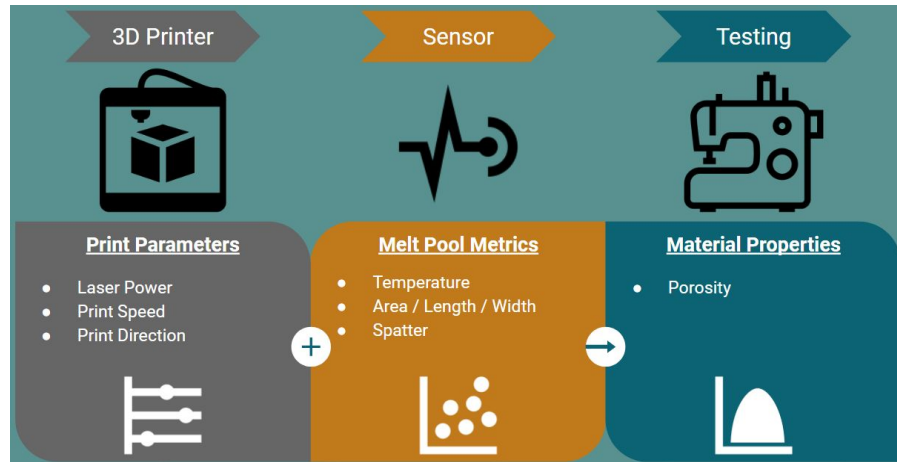 3D Printer
Sensor
Testing
Print Parameters
● Laser Power
● Print Speed
● Print Direction
+
Melt Pool Metrics
● Temperature
● Area / Length / Width
● Spatter
Material Properties
● Porosity